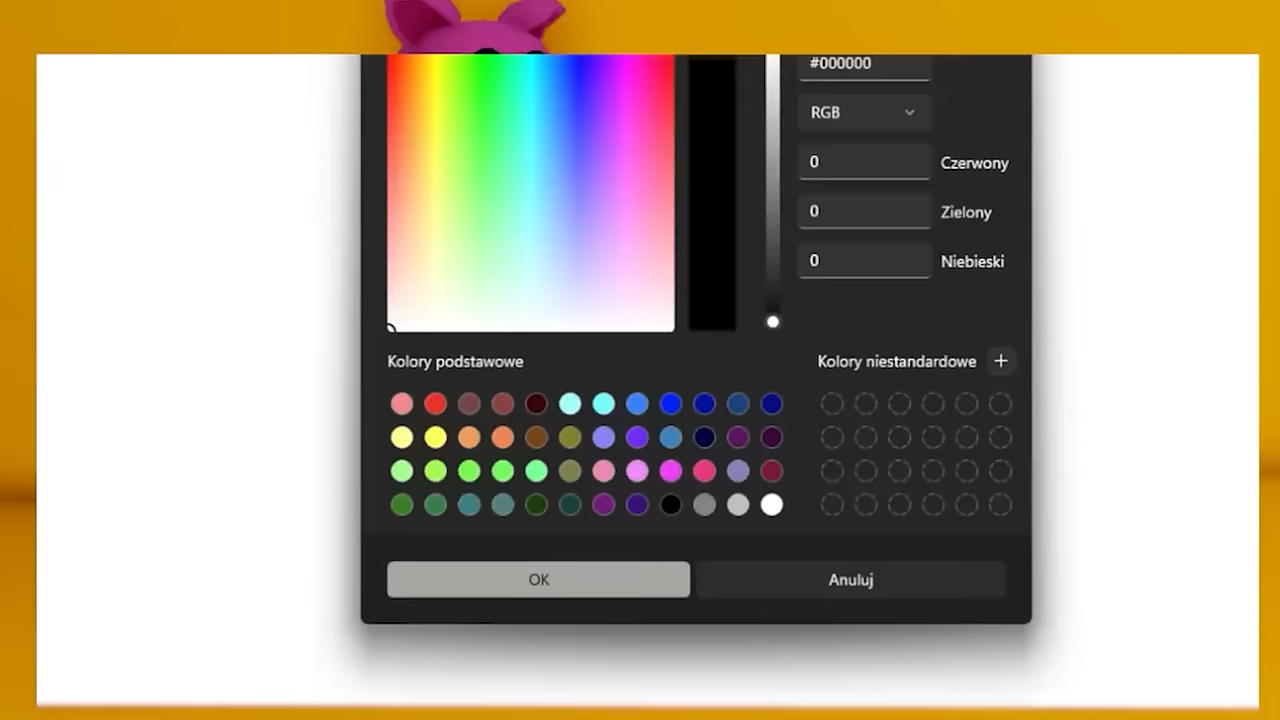 #000000
RGB
0 Czerwony
0 Zielony
0 Niebieski
Kolory podstawowe
Kolory niestandardowe +
OK
Anuluj